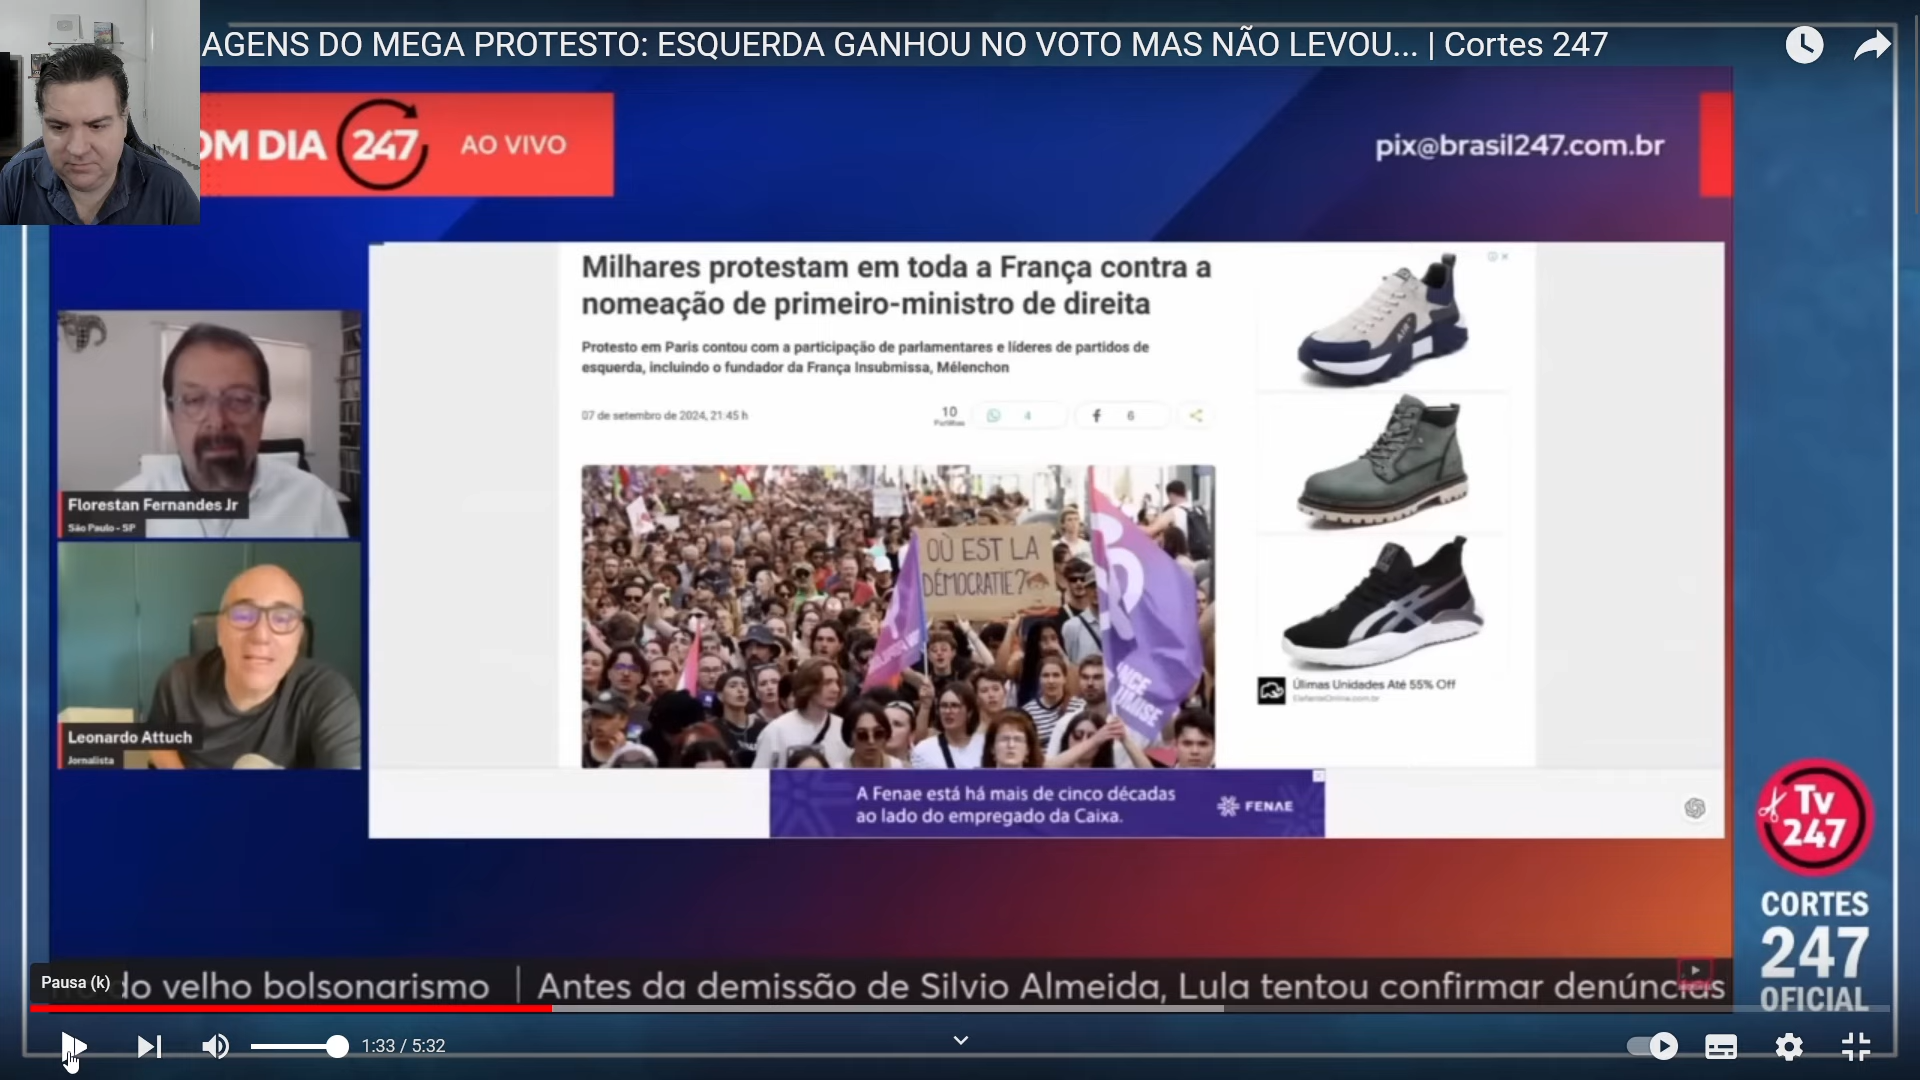 AGENS DO MEGA PROTESTO: ESQUERDA GANHOU NO VOTO MAS NÃO LEVOU... | Cortes 247
OM DIA 247 AO VIVO
pix@brasil247.com.br
Milhares protestam em toda a França contra a
nomeação de primeiro-ministro de direita
Protesto em Paris contou com a participação de parlamentares e líderes de partidos de
esquerda, incluindo o fundador da França Insubmissa, Mélenchon
07 de setembro de 2024, 21:45 h
10
Partilhas
4
6
OÙ EST LA
DÉMOCRATIE?
Úlimas Unidades Até 55% Off
Florestan Fernandes Jr
São Paulo - SP
Leonardo Attuch
Jornalista
A Fenae está há mais de cinco décadas
ao lado do empregado da Caixa.
FENAE
Tv
247
CORTES
247
OFICIAL
Pausa (k)
do velho bolsonarismo | Antes da demissão de Silvio Almeida, Lula tentou confirmar denúncias
1:33 / 5:32